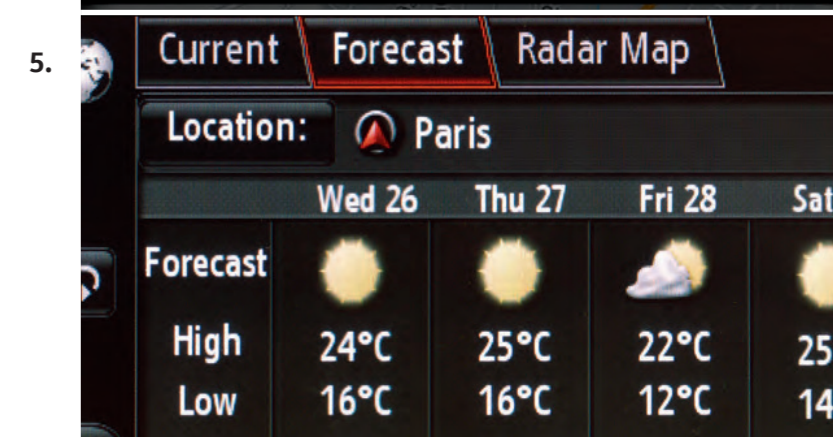 5.
Current Forecast Radar Map
Location: Paris
Wed 26 Thu 27 Fri 28 Sat
Forecast
High 24°C 25°C 22°C 25
Low 16°C 16°C 12°C 14